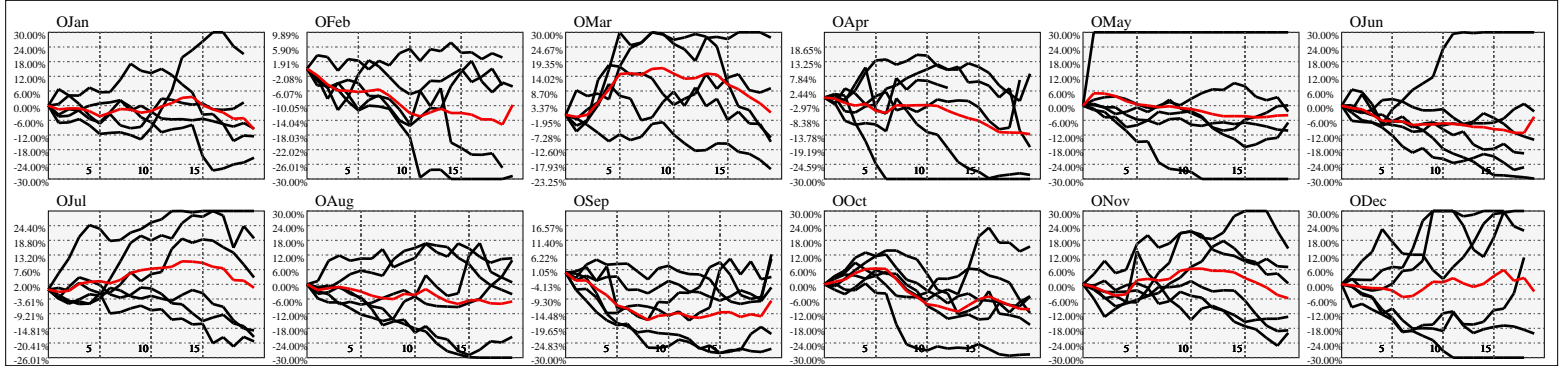 OJan OFeb OMar OApr OMay OJun
30.00% 9.89% 30.00% 30.00% 30.00%
24.00% 5.90% 24.67% 18.65% 24.00% 24.00%
18.00% 1.91% 19.35% 13.25% 18.00% 18.00%
12.00% -2.08% 14.02% 7.84% 12.00% 12.00%
6.00% -6.07% 8.70% 2.44% 6.00% 6.00%
0.00% -10.05% 3.37% -2.97% 0.00% 0.00%
-6.00% -14.04% -1.95% -8.38% -6.00% -6.00%
-12.00% -18.03% -7.28% -13.78% -12.00% -12.00%
-18.00% -22.02% -12.60% -19.19% -18.00% -18.00%
-24.00% -26.01% -17.93% -24.59% -24.00% -24.00%
-30.00% -30.00% -23.25% -30.00% -30.00% -30.00%
5 10 15 5 10 15 5 10 15 5 10 15 5 10 15 5 10 15
OJul OAug OSep OOct ONov ODec
30.00% 30.00% 30.00% 30.00%
24.40% 24.00% 16.57% 24.00% 24.00% 24.00%
18.80% 18.00% 11.40% 18.00% 18.00% 18.00%
13.20% 12.00% 6.22% 12.00% 12.00% 12.00%
7.60% 6.00% 1.05% 6.00% 6.00% 6.00%
2.00% 0.00% -4.13% 0.00% 0.00% 0.00%
-3.61% -6.00% -9.30% -6.00% -6.00% -6.00%
-9.21% -12.00% -14.48% -12.00% -12.00% -12.00%
-14.81% -18.00% -19.65% -18.00% -18.00% -18.00%
-20.41% -24.00% -24.83% -24.00% -24.00% -24.00%
-26.01% -30.00% -30.00% -30.00% -30.00% -30.00%
5 10 15 5 10 15 5 10 15 5 10 15 5 10 15 5 10 15